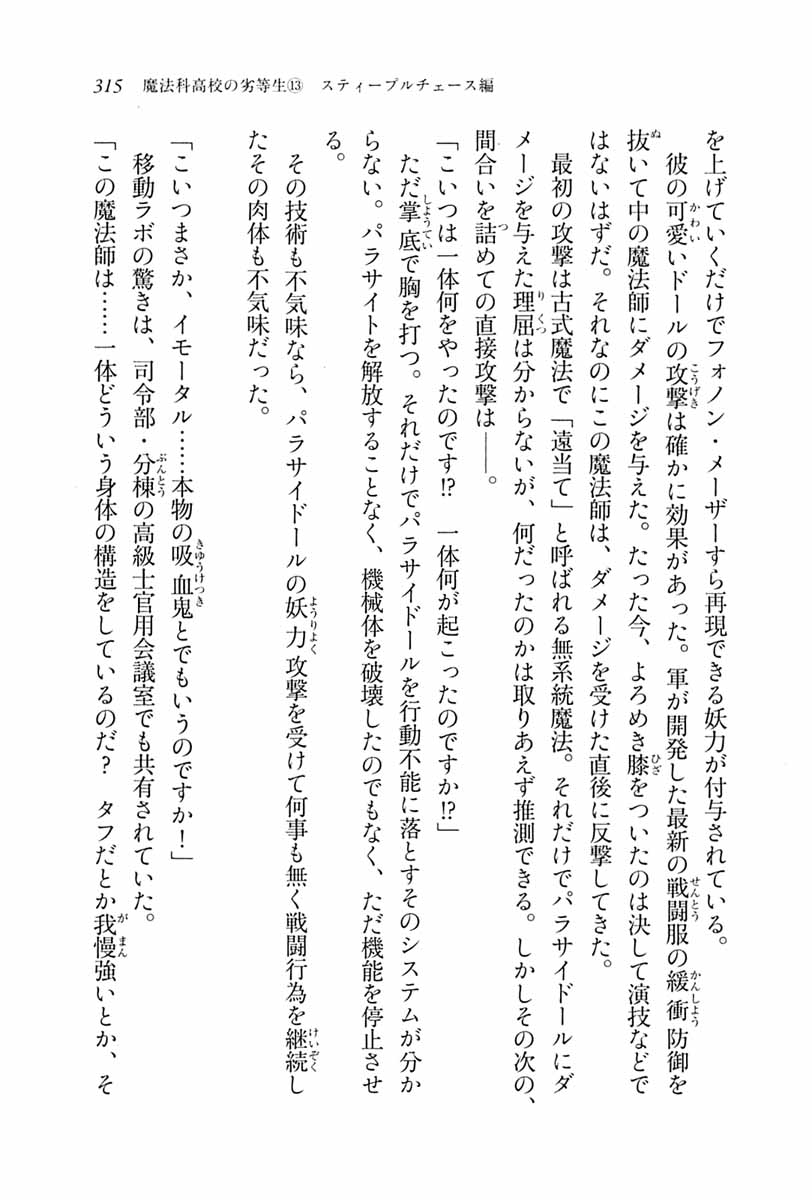 315　魔法科高校の劣等生⑬　スティープルチェース編
を上げていくだけでフォノン・メーザーすら再現できる妖力が付与されている。
　彼の可愛いドールの攻撃は確かに効果があった。軍が開発した最新の戦闘服の緩衝防御を
抜いて中の魔法師にダメージを与えた。たった今、よろめき膝をついたのは決して演技などで
はないはずだ。それなのにこの魔法師は、ダメージを受けた直後に反撃してきた。
　最初の攻撃は古式魔法で「遠当て」と呼ばれる無系統魔法。それだけでパラサイドールにダ
メージを与えた理屈は分からないが、何だったのかは取りあえず推測できる。しかしその次の、
間合いを詰めての直接攻撃は――。
「こいつは一体何をやったのです!?　一体何が起こったのですか!?」
　ただ掌底で胸を打つ。それだけでパラサイドールを行動不能に落とすそのシステムが分か
らない。パラサイトを解放することなく、機械体を破壊したのでもなく、ただ機能を停止させ
る。
　その技術も不気味なら、パラサイドールの妖力攻撃を受けて何事も無く戦闘行為を継続し
たその肉体も不気味だった。
「こいつまさか、イモータル……本物の吸血鬼とでもいうのですか！」
　移動ラボの驚きは、司令部・分棟の高級士官用会議室でも共有されていた。
「この魔法師は……一体どういう身体の構造をしているのだ？　タフだとか我慢強いとか、そ